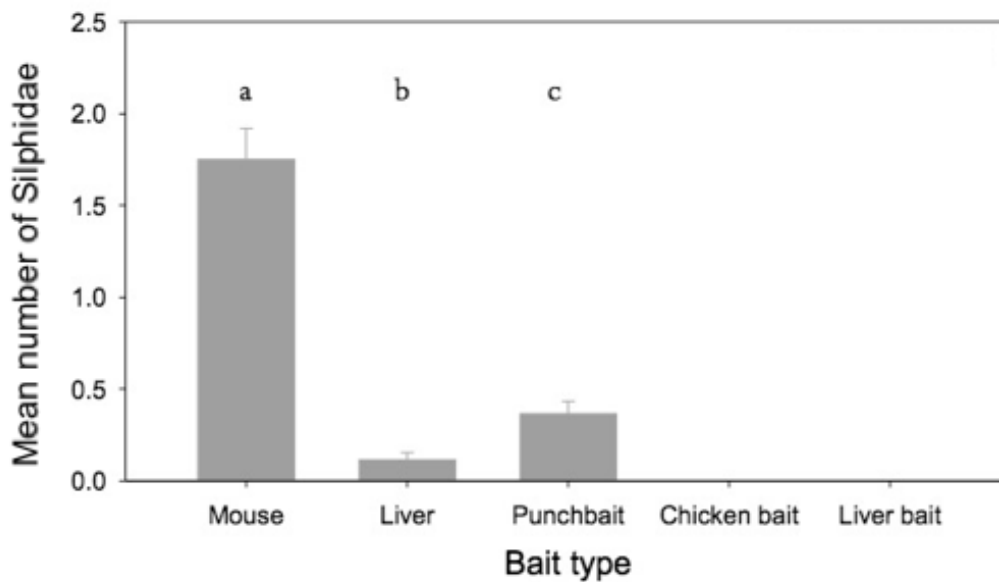 2.5
2.0
1.5
1.0
0.5
0.0
Mean number of Silphidae
a b c
Mouse Liver Punchbait Chicken bait Liver bait
Bait type